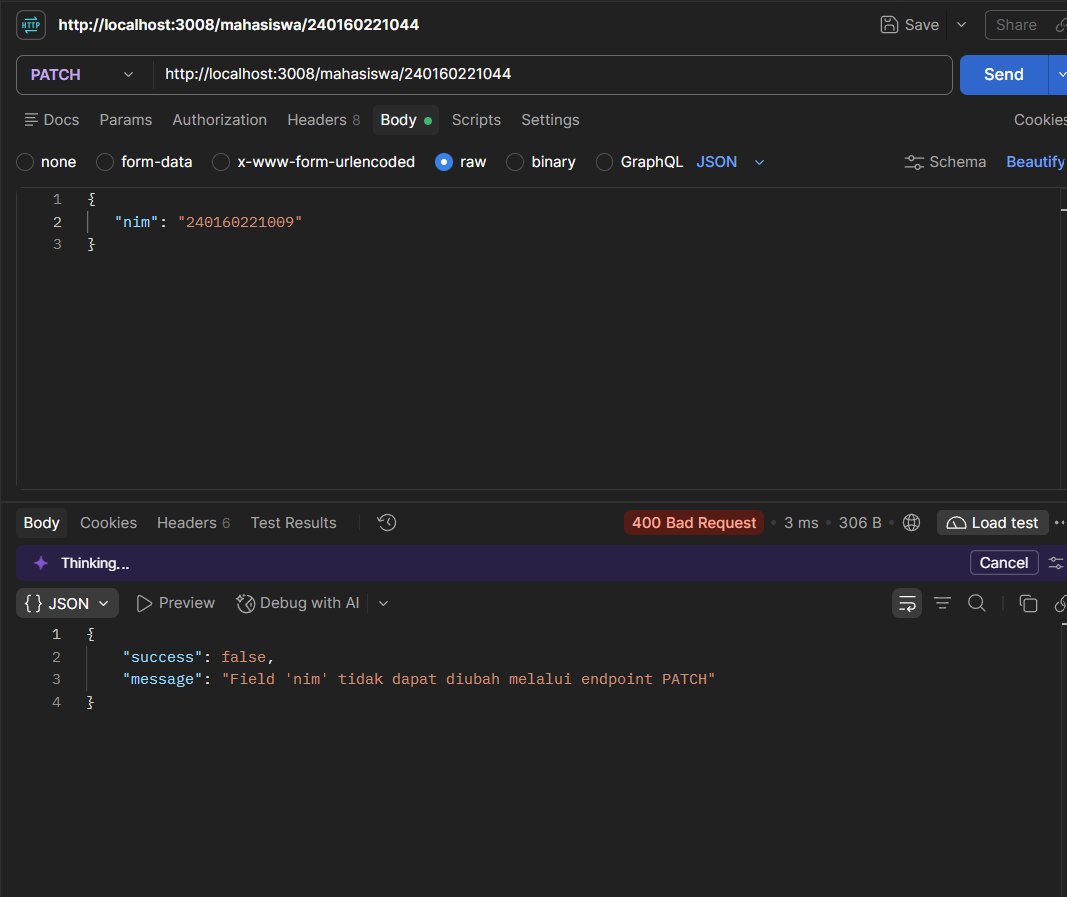 HTTP http://localhost:3008/mahasiswa/240160221044 Save Share
PATCH http://localhost:3008/mahasiswa/240160221044 Send
Docs Params Authorization Headers 8 Body Scripts Settings Cookies
none form-data x-www-form-urlencoded raw binary GraphQL JSON Schema Beautify
1 {
2 "nim": "240160221009"
3 }
Body Cookies Headers 6 Test Results 400 Bad Request 3 ms 306 B Load test
Thinking... Cancel
{} JSON Preview Debug with AI
1 {
2 "success": false,
3 "message": "Field 'nim' tidak dapat diubah melalui endpoint PATCH"
4 }